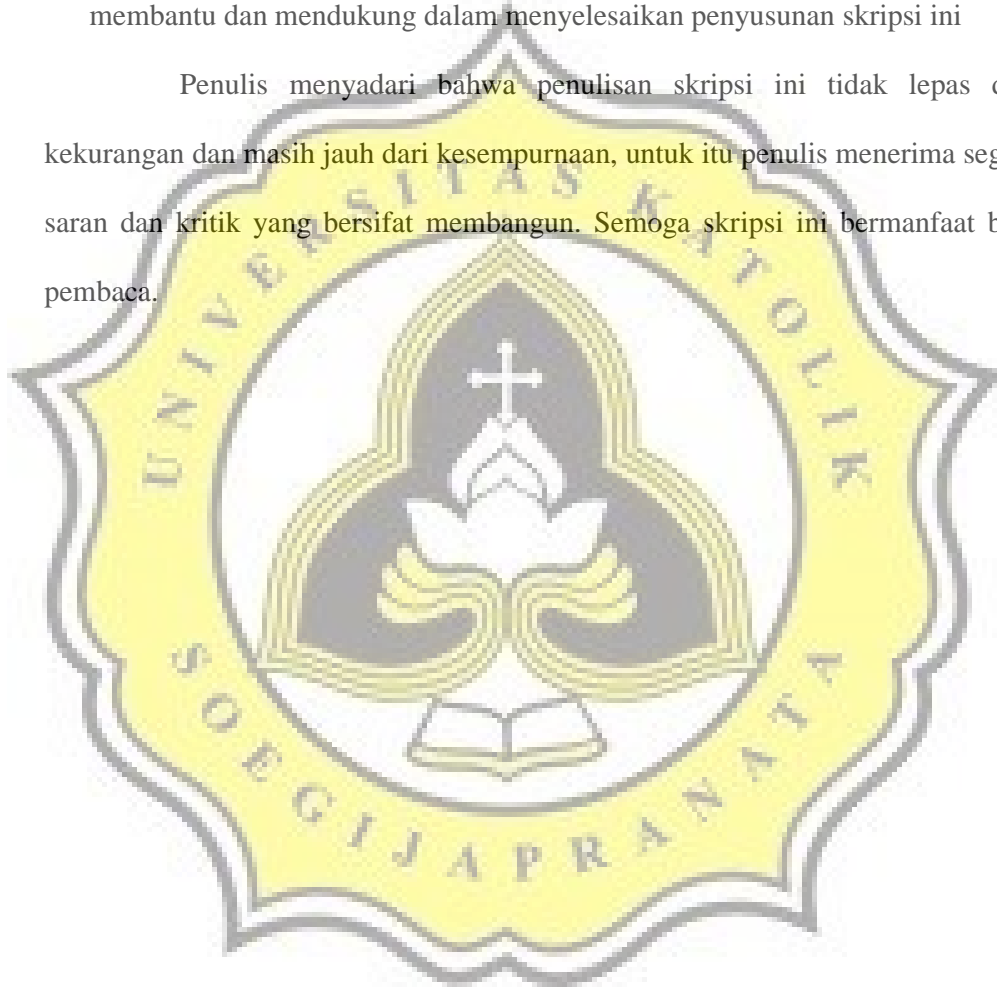 membantu dan mendukung dalam menyelesaikan penyusunan skripsi ini
Penulis menyadari bahwa penulisan skripsi ini tidak lepas
kekurangan dan masih jauh dari kesempurnaan, untuk itu penulis menerima
saran dan kritik yang bersifat membangun. Semoga skripsi ini bermanfaat
pembaca.
UNIVERSITAS KATOLIK
SOEGIJAPRANATA